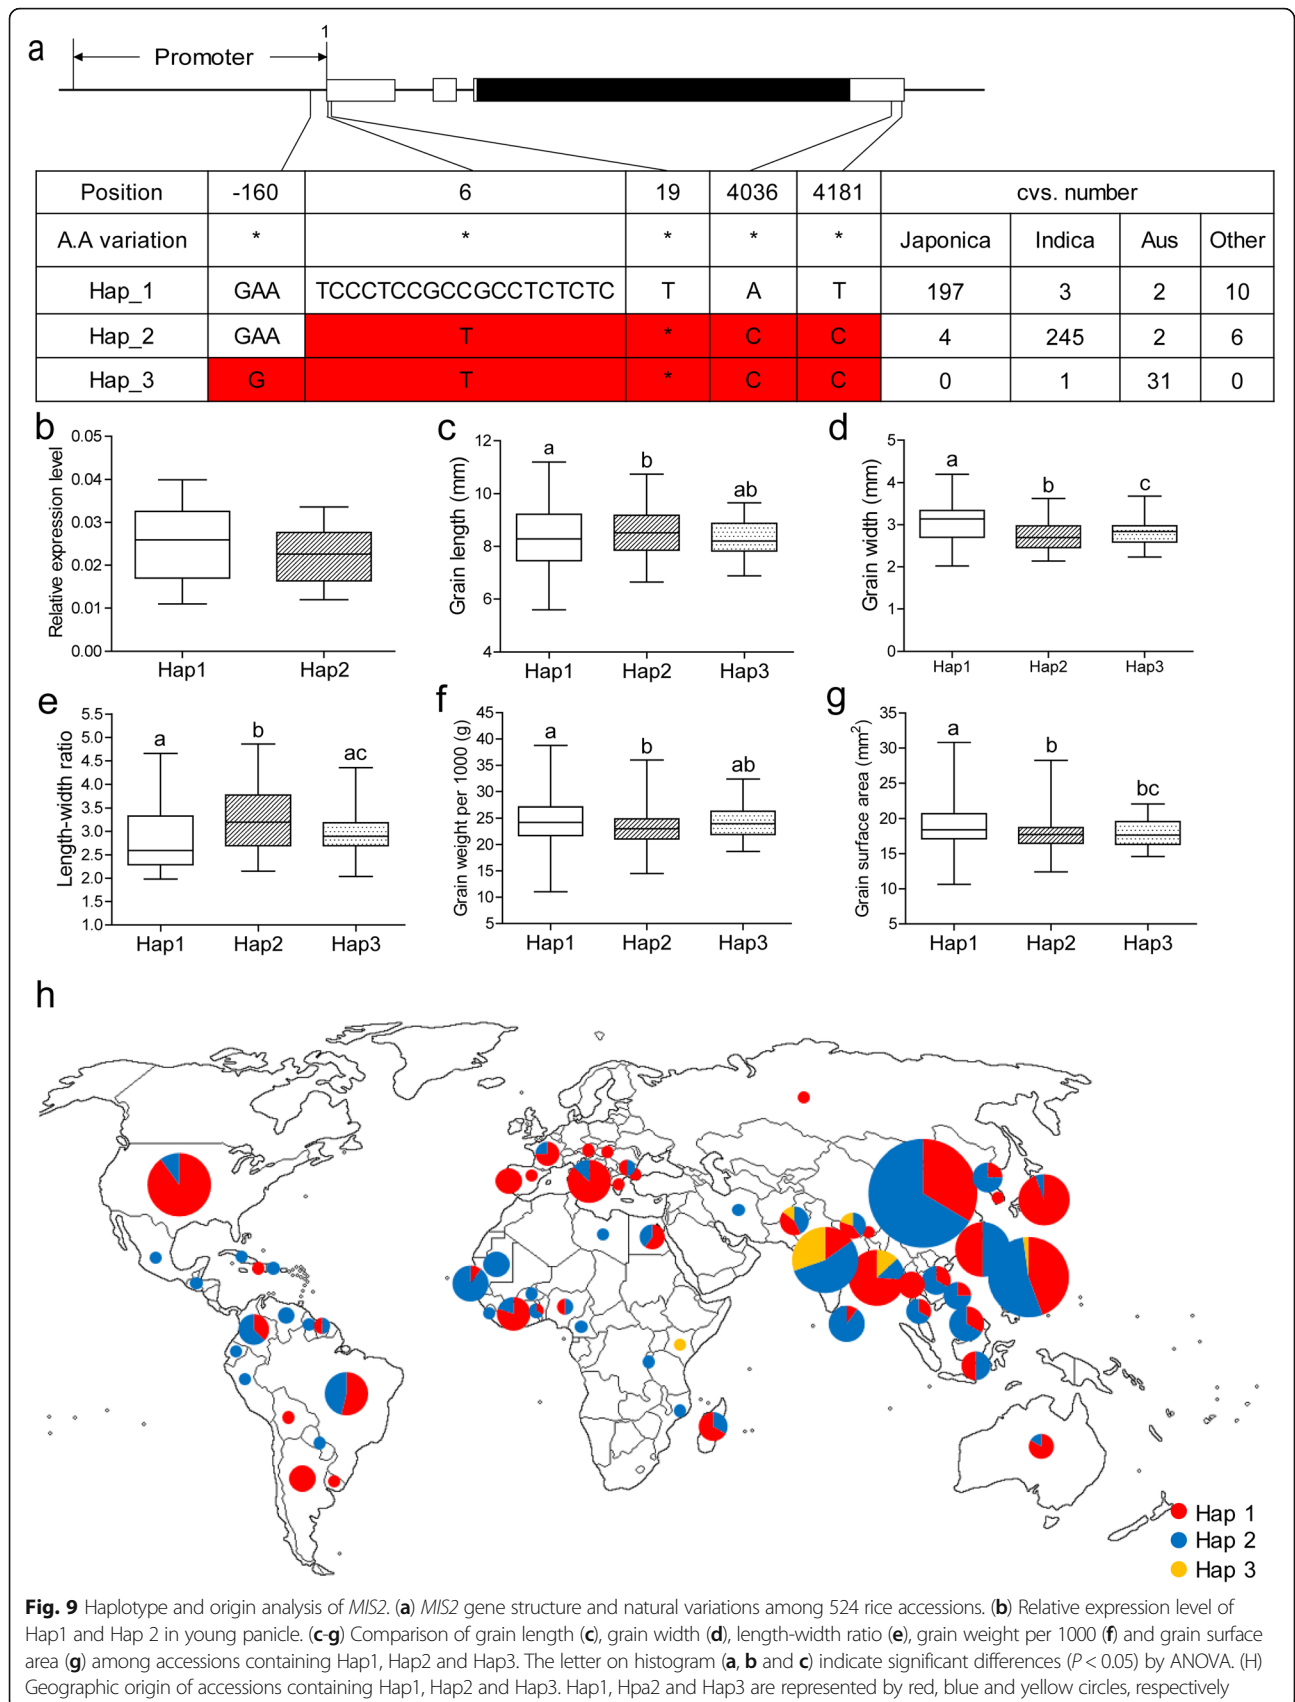 a
1
Promoter
Position -160 6 19 4036 4181 cvs. number
A.A variation * * * * * Japonica Indica Aus Other
Hap_1 GAA TCCCTCCGCCGCCTCTCTC T A T 197 3 2 10
Hap_2 GAA T * C C 4 245 2 6
Hap_3 G T * C C 0 1 31 0
b
Relative expression level
0.05
0.04
0.03
0.02
0.01
0.00
Hap1 Hap2
c
Grain length (mm)
12
10
8
6
4
a b ab
Hap1 Hap2 Hap3
d
Grain width (mm)
5
4
3
2
1
0
a b c
Hap1 Hap2 Hap3
e
Length-width ratio
5.5
5.0
4.5
4.0
3.5
3.0
2.5
2.0
1.0
a b ac
Hap1 Hap2 Hap3
f
Grain weight per 1000 (g)
45
40
35
30
25
20
15
10
5
a b ab
Hap1 Hap2 Hap3
g
Grain surface area (mm²)
35
30
25
20
15
10
5
a b bc
Hap1 Hap2 Hap3
h
Hap 1
Hap 2
Hap 3
Fig. 9 Haplotype and origin analysis of MIS2. (a) MIS2 gene structure and natural variations among 524 rice accessions. (b) Relative expression level of
Hap1 and Hap 2 in young panicle. (c-g) Comparison of grain length (c), grain width (d), length-width ratio (e), grain weight per 1000 (f) and grain surface
area (g) among accessions containing Hap1, Hap2 and Hap3. The letter on histogram (a, b and c) indicate significant differences (P < 0.05) by ANOVA. (H)
Geographic origin of accessions containing Hap1, Hap2 and Hap3. Hap1, Hpa2 and Hap3 are represented by red, blue and yellow circles, respectively